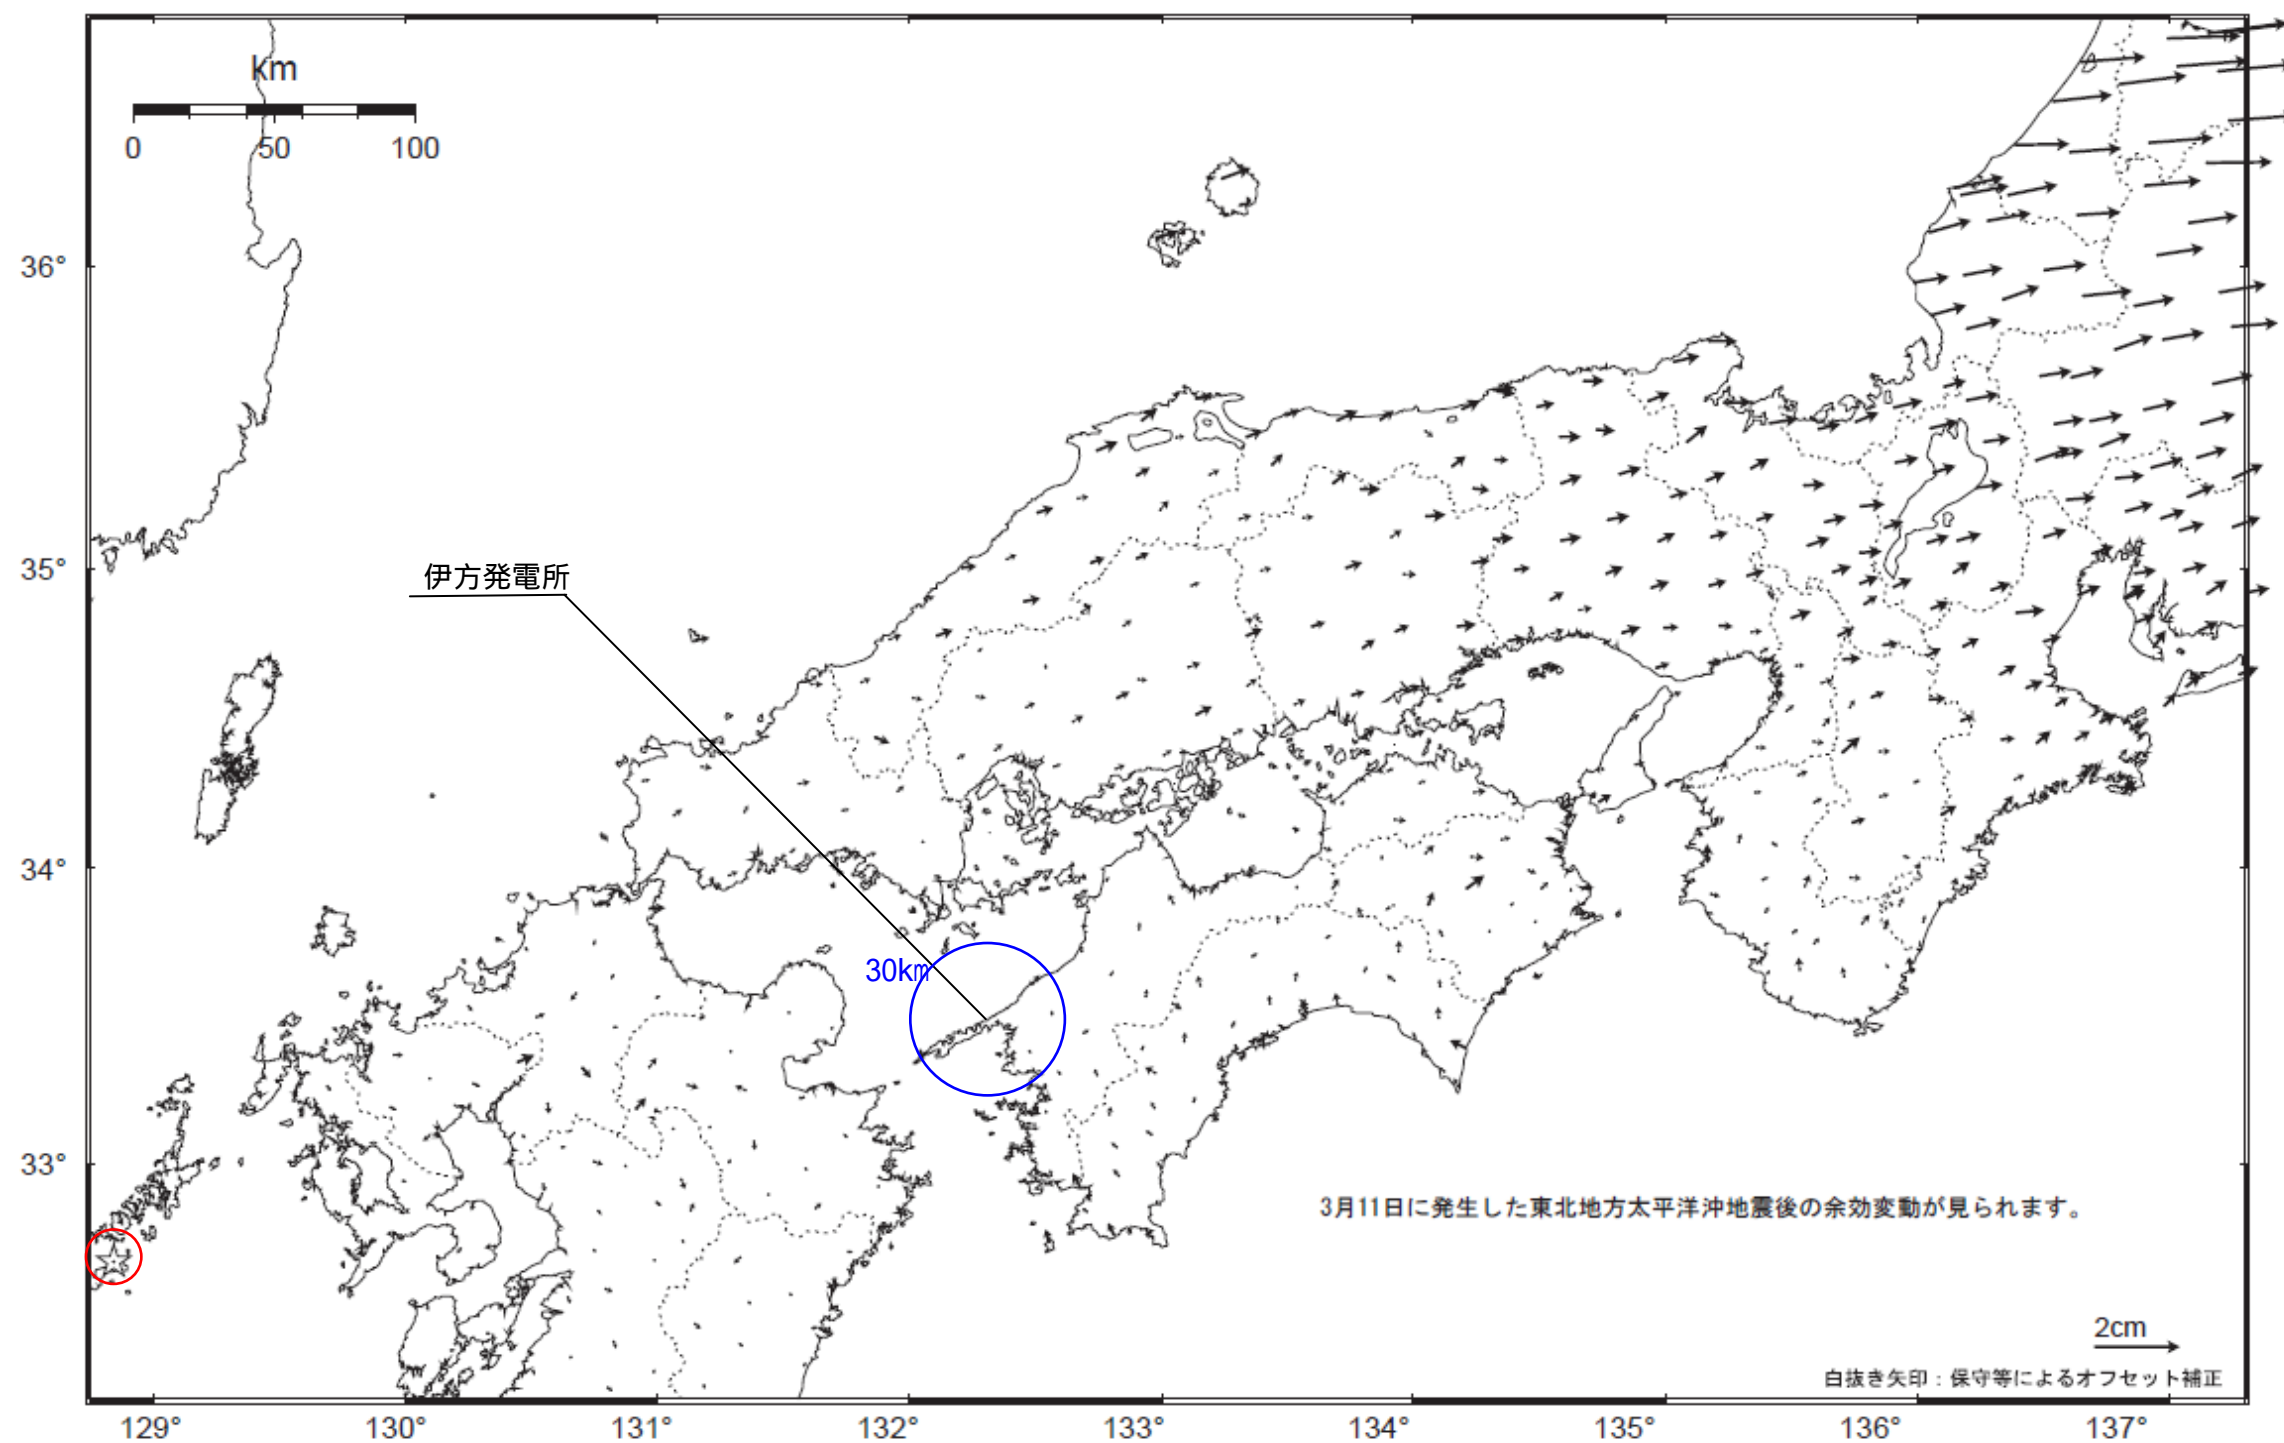 km
0 50 100
36°
35°
伊方発電所
34°
30km
33°
3月11日に発生した東北地方太平洋沖地震後の余効変動が見られます。
2cm
白抜き矢印：保守等によるオフセット補正
129° 130° 131° 132° 133° 134° 135° 136° 137°